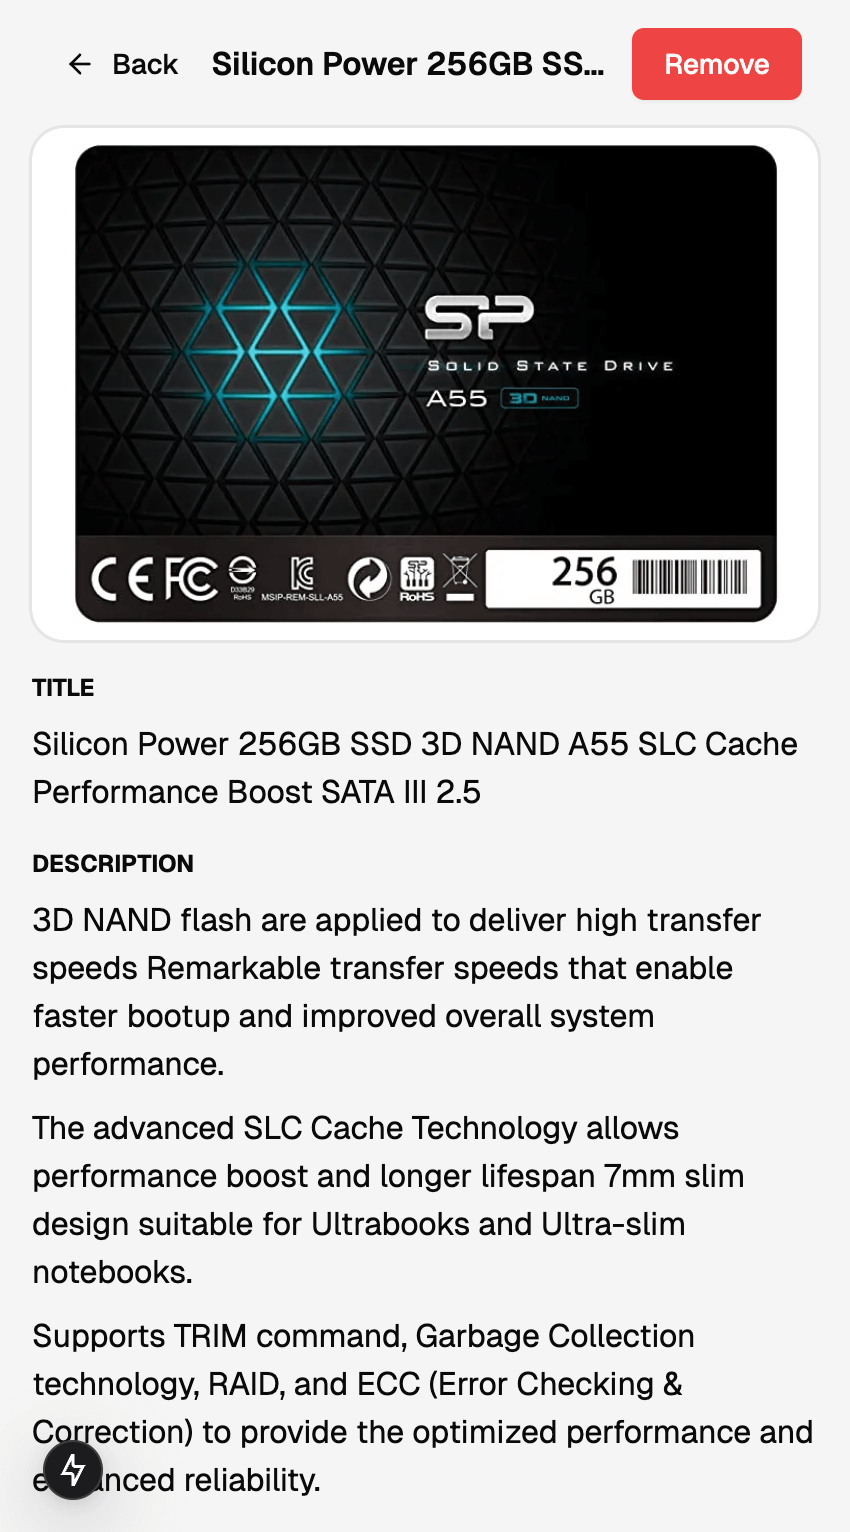 Back
Silicon Power 256GB SS...
Remove
SP
SOLID STATE DRIVE
A55 3D NAND
CE FC D33B29 RoHS MSIP-REM-SLL-A55 SP RoHS 256 GB
TITLE
Silicon Power 256GB SSD 3D NAND A55 SLC Cache
Performance Boost SATA III 2.5
DESCRIPTION
3D NAND flash are applied to deliver high transfer
speeds Remarkable transfer speeds that enable
faster bootup and improved overall system
performance.
The advanced SLC Cache Technology allows
performance boost and longer lifespan 7mm slim
design suitable for Ultrabooks and Ultra-slim
notebooks.
Supports TRIM command, Garbage Collection
technology, RAID, and ECC (Error Checking &
Correction) to provide the optimized performance and
reliability.